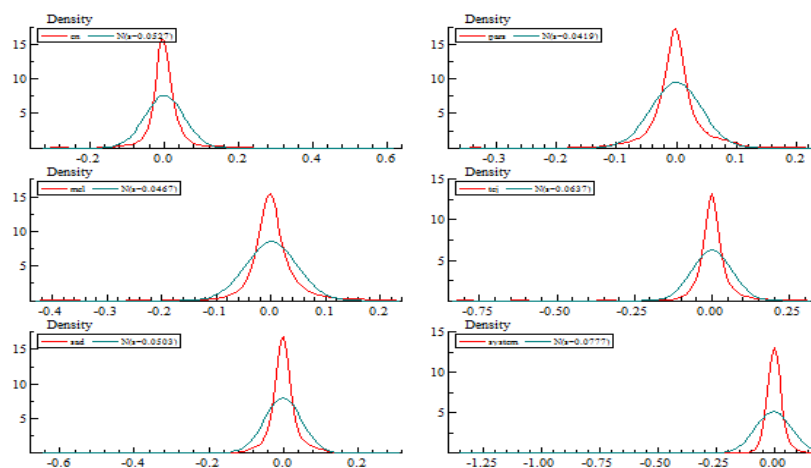 Density Density
15 en N(s=0.0527) 15 pars N(s=0.0419)
10 10
5 5
-0.2 0.0 0.2 0.4 0.6 -0.3 -0.2 -0.1 0.0 0.1 0.2
Density Density
15 mel N(s=0.0467) 15 tej N(s=0.0637)
10 10
5 5
-0.4 -0.3 -0.2 -0.1 0.0 0.1 0.2 -0.75 -0.50 -0.25 0.00 0.25
Density Density
15 N(s=0.0503) 15 system N(s=0.0777)
10 10
5 5
-0.6 -0.4 -0.2 0.0 0.2 -1.25 -1.00 -0.75 -0.50 -0.25 0.00